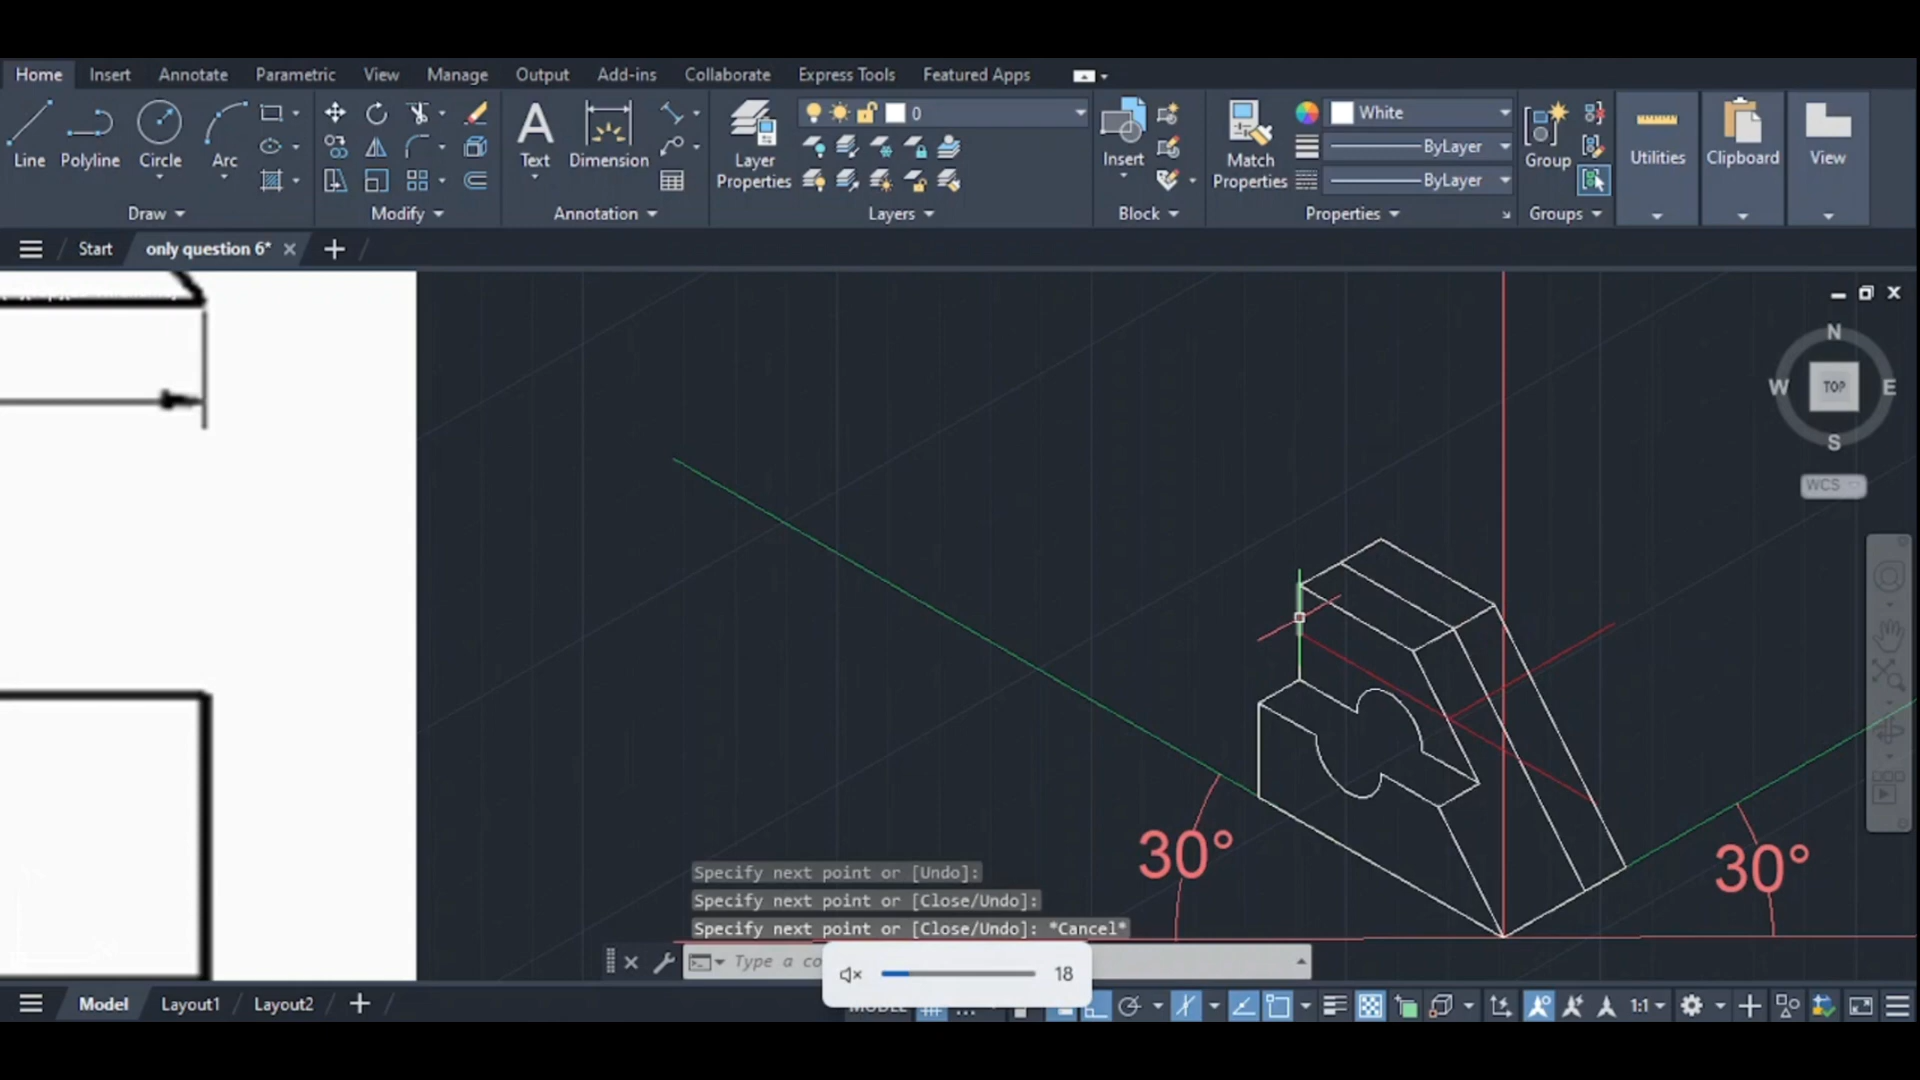 Home Insert Annotate Parametric View Manage Output Add-ins Collaborate Express Tools Featured Apps
0
White
ByLayer
ByLayer
Line Polyline Circle Arc
Text Dimension
Layer Properties
Insert
Match Properties
Group
Utilities
Clipboard
View
Draw Modify Annotation Layers Block Properties Groups
Start only question 6*
N
W TOP E
S
WCS
30°
30°
Specify next point or [Undo]:
Specify next point or [Close/Undo]:
Specify next point or [Close/Undo]: *Cancel*
Type a co
18
Model Layout1 Layout2
MODEL
1:1